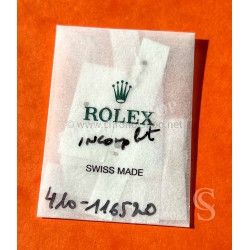 ROLEX
incomplet
SWISS MADE
410-116520